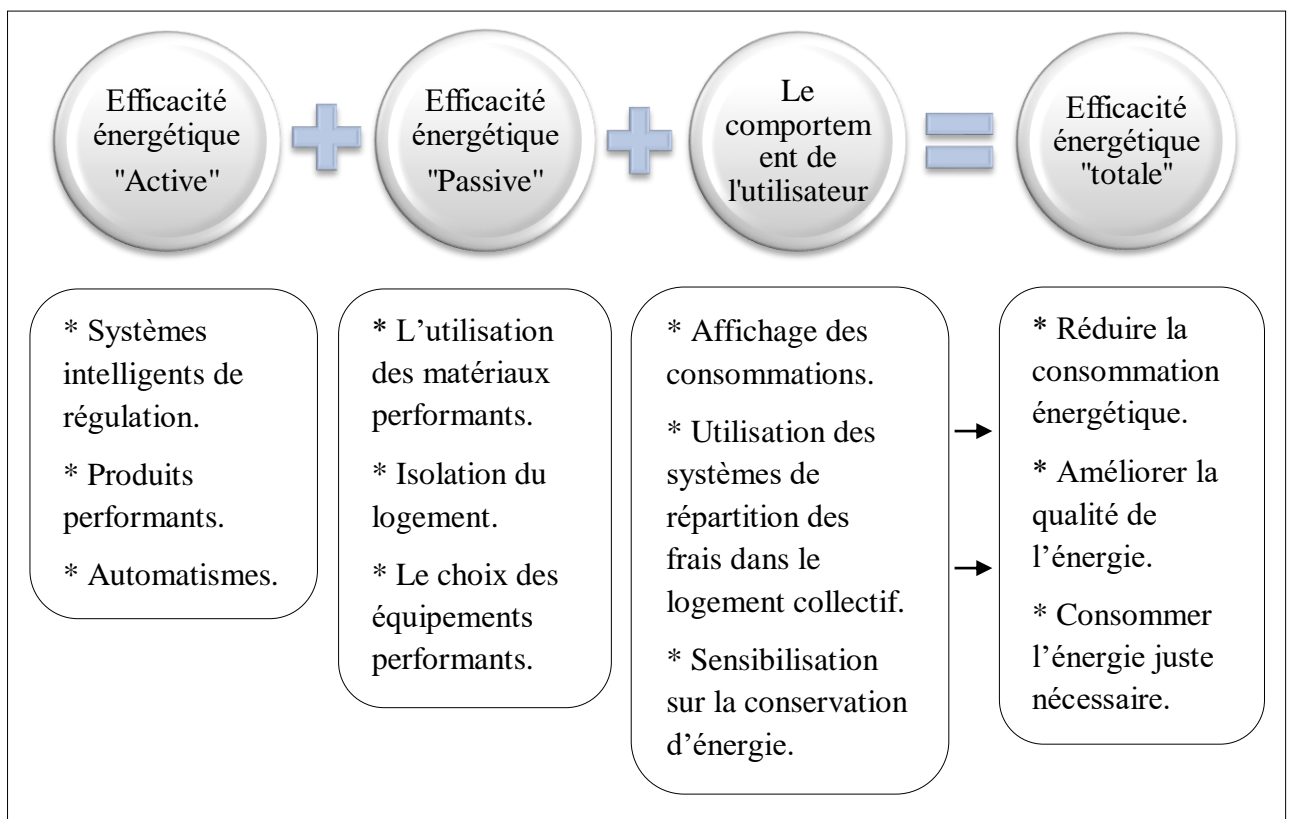 Efficacité
énergétique
"Active"
Efficacité
énergétique
"Passive"
Le
comportem
ent de
l'utilisateur
Efficacité
énergétique
"totale"
* Systèmes
intelligents de
régulation.
* Produits
performants.
* Automatismes.
* L’utilisation
des matériaux
performants.
* Isolation du
logement.
* Le choix des
équipements
performants.
* Affichage des
consommations.
* Utilisation des
systèmes de
répartition des
frais dans le
logement collectif.
* Sensibilisation
sur la conservation
d’énergie.
* Réduire la
consommation
énergétique.
* Améliorer la
qualité de
l’énergie.
* Consommer
l’énergie juste
nécessaire.